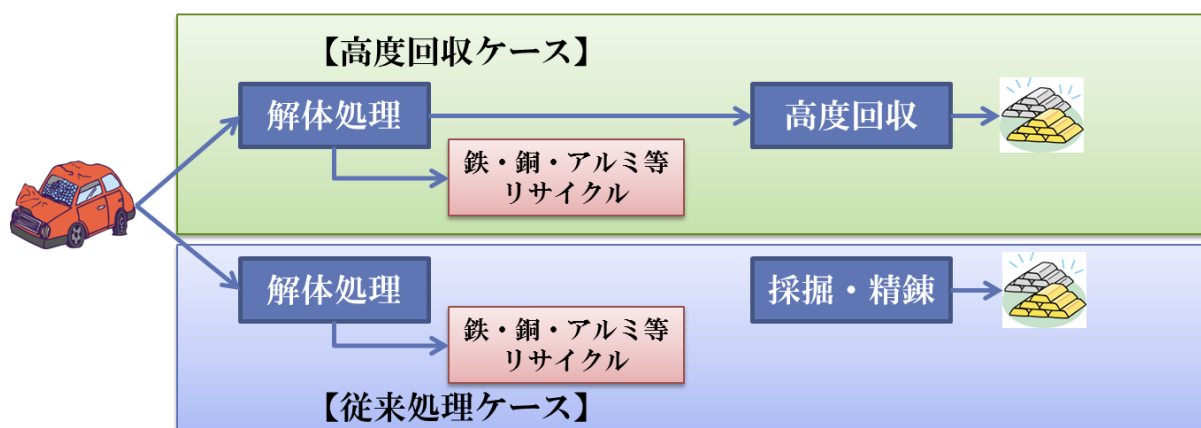 【高度回収ケース】
解体処理
高度回収
鉄・銅・アルミ等
リサイクル
解体処理
採掘・精錬
鉄・銅・アルミ等
リサイクル
【従来処理ケース】